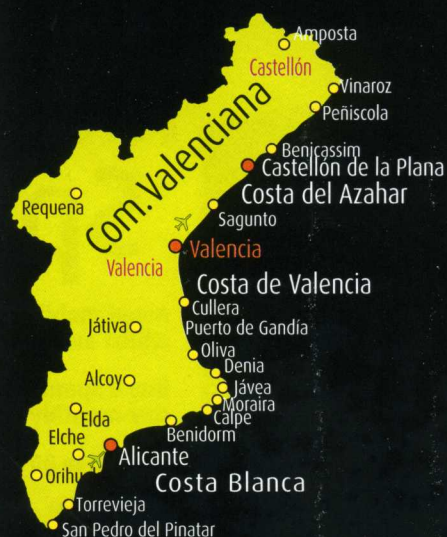 Amposta
Castellón
Vinaroz
Peñiscola
Com. Valenciana
Benicassim
Castellón de la Plana
Costa del Azahar
Requena
Sagunto
Valencia
Valencia
Costa de Valencia
Cullera
Puerto de Gandía
Játiva
Oliva
Denia
Alcoy
Jávea
Moraira
Calpe
Elda
Benidorm
Elche
Alicante
Orihu
Costa Blanca
Torrevieja
San Pedro del Pinatar